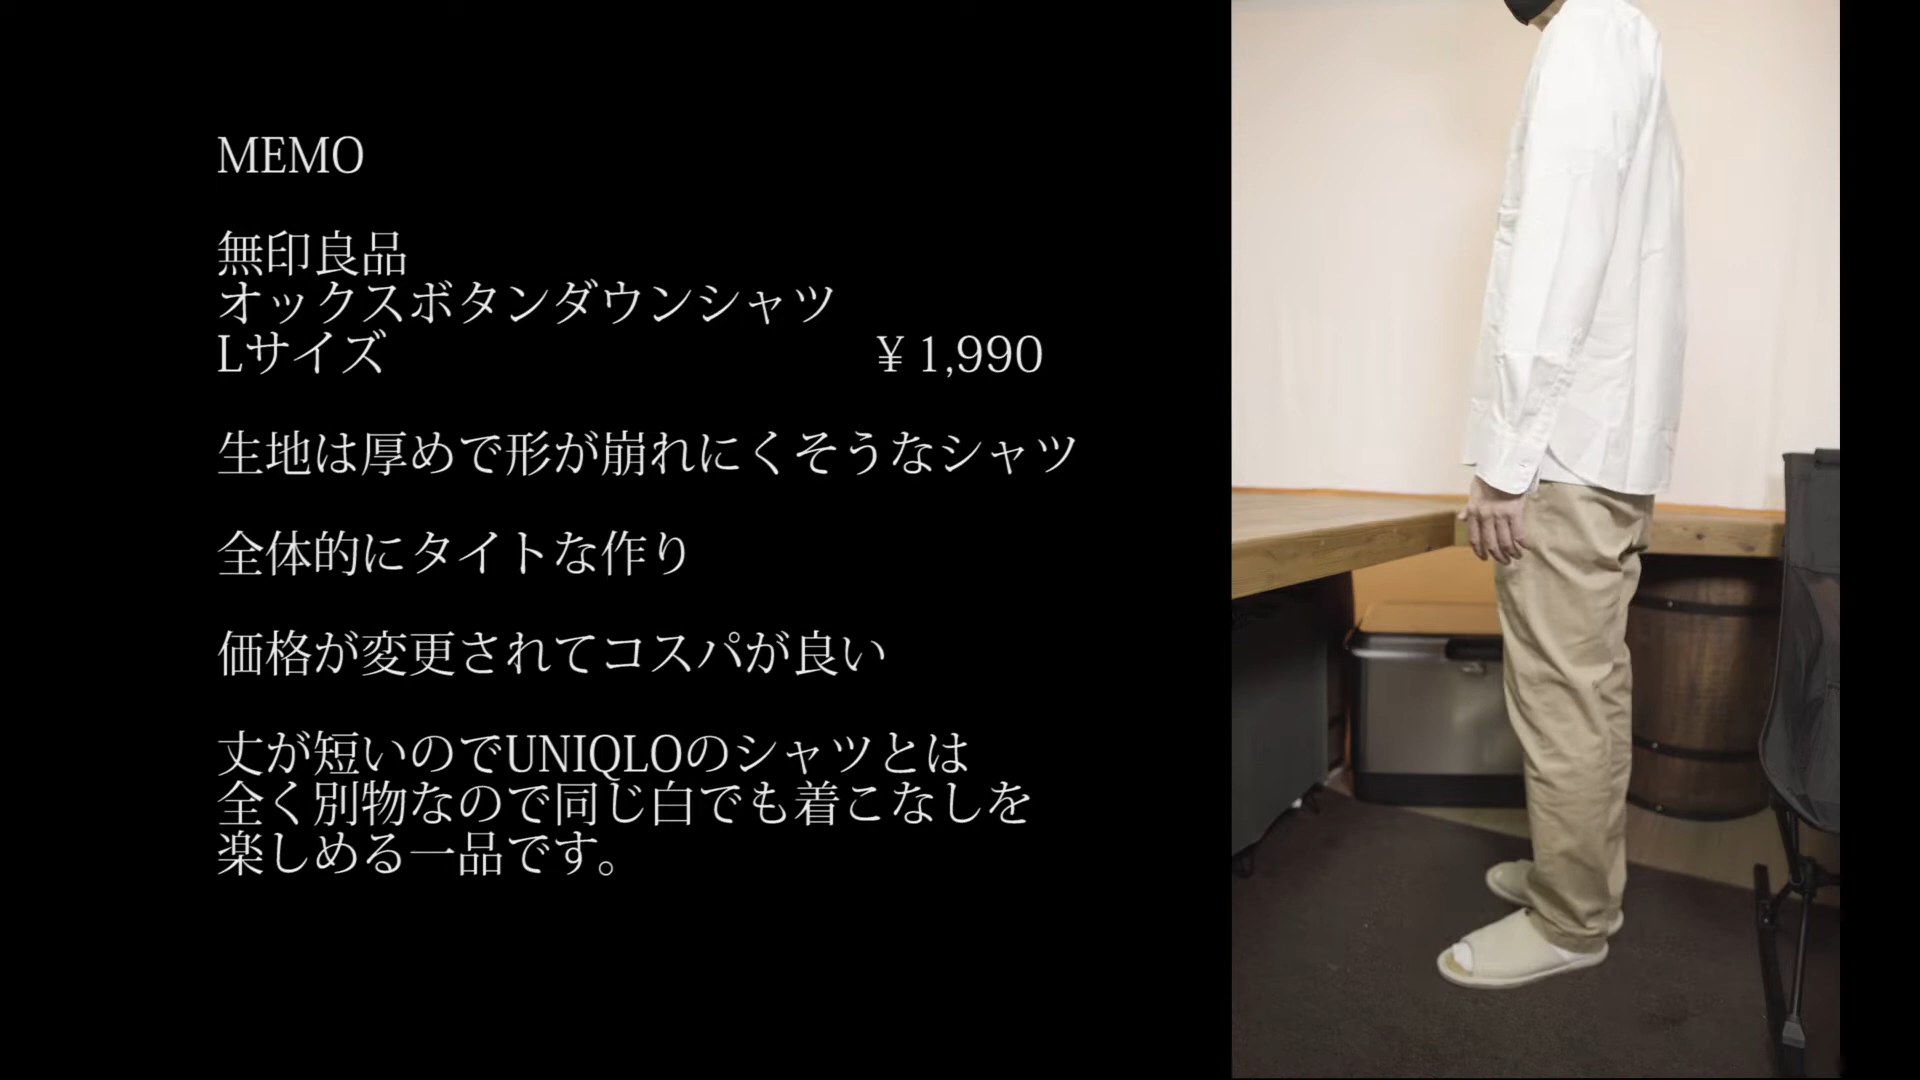 MEMO
無印良品
オックスボタンダウンシャツ
Lサイズ ￥1,990
生地は厚めで形が崩れにくそうなシャツ
全体的にタイトな作り
価格が変更されてコスパが良い
丈が短いのでUNIQLOのシャツとは
全く別物なので同じ白でも着こなしを
楽しめる一品です。